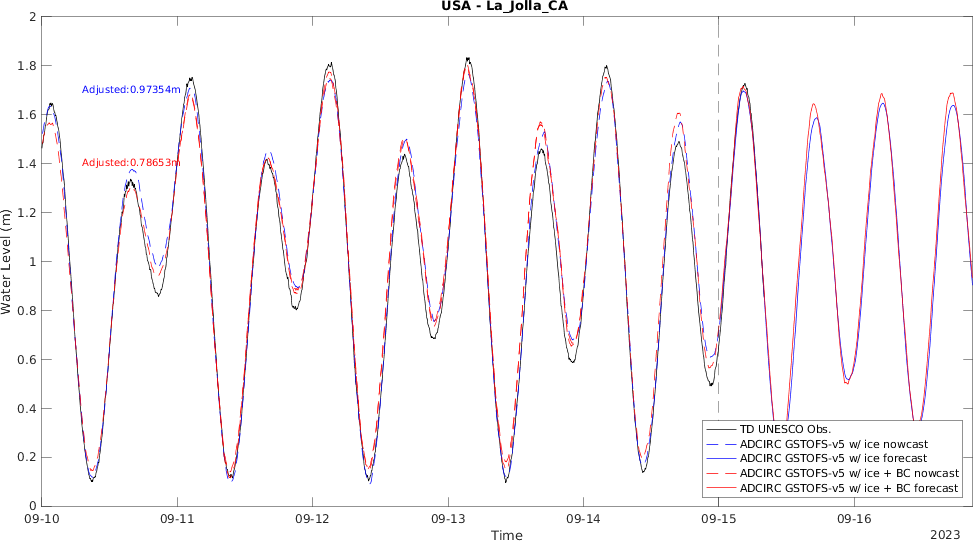 USA - La_Jolla_CA
2
1.8
1.6
1.4
1.2
1
0.8
0.6
0.4
0.2
0
Water Level (m)
Adjusted:0.97354m
Adjusted:0.78653m
TD UNESCO Obs.
ADCIRC GSTOFS-v5 w/ ice nowcast
ADCIRC GSTOFS-v5 w/ ice forecast
ADCIRC GSTOFS-v5 w/ ice + BC nowcast
ADCIRC GSTOFS-v5 w/ ice + BC forecast
09-10 09-11 09-12 09-13 09-14 09-15 09-16
Time
2023